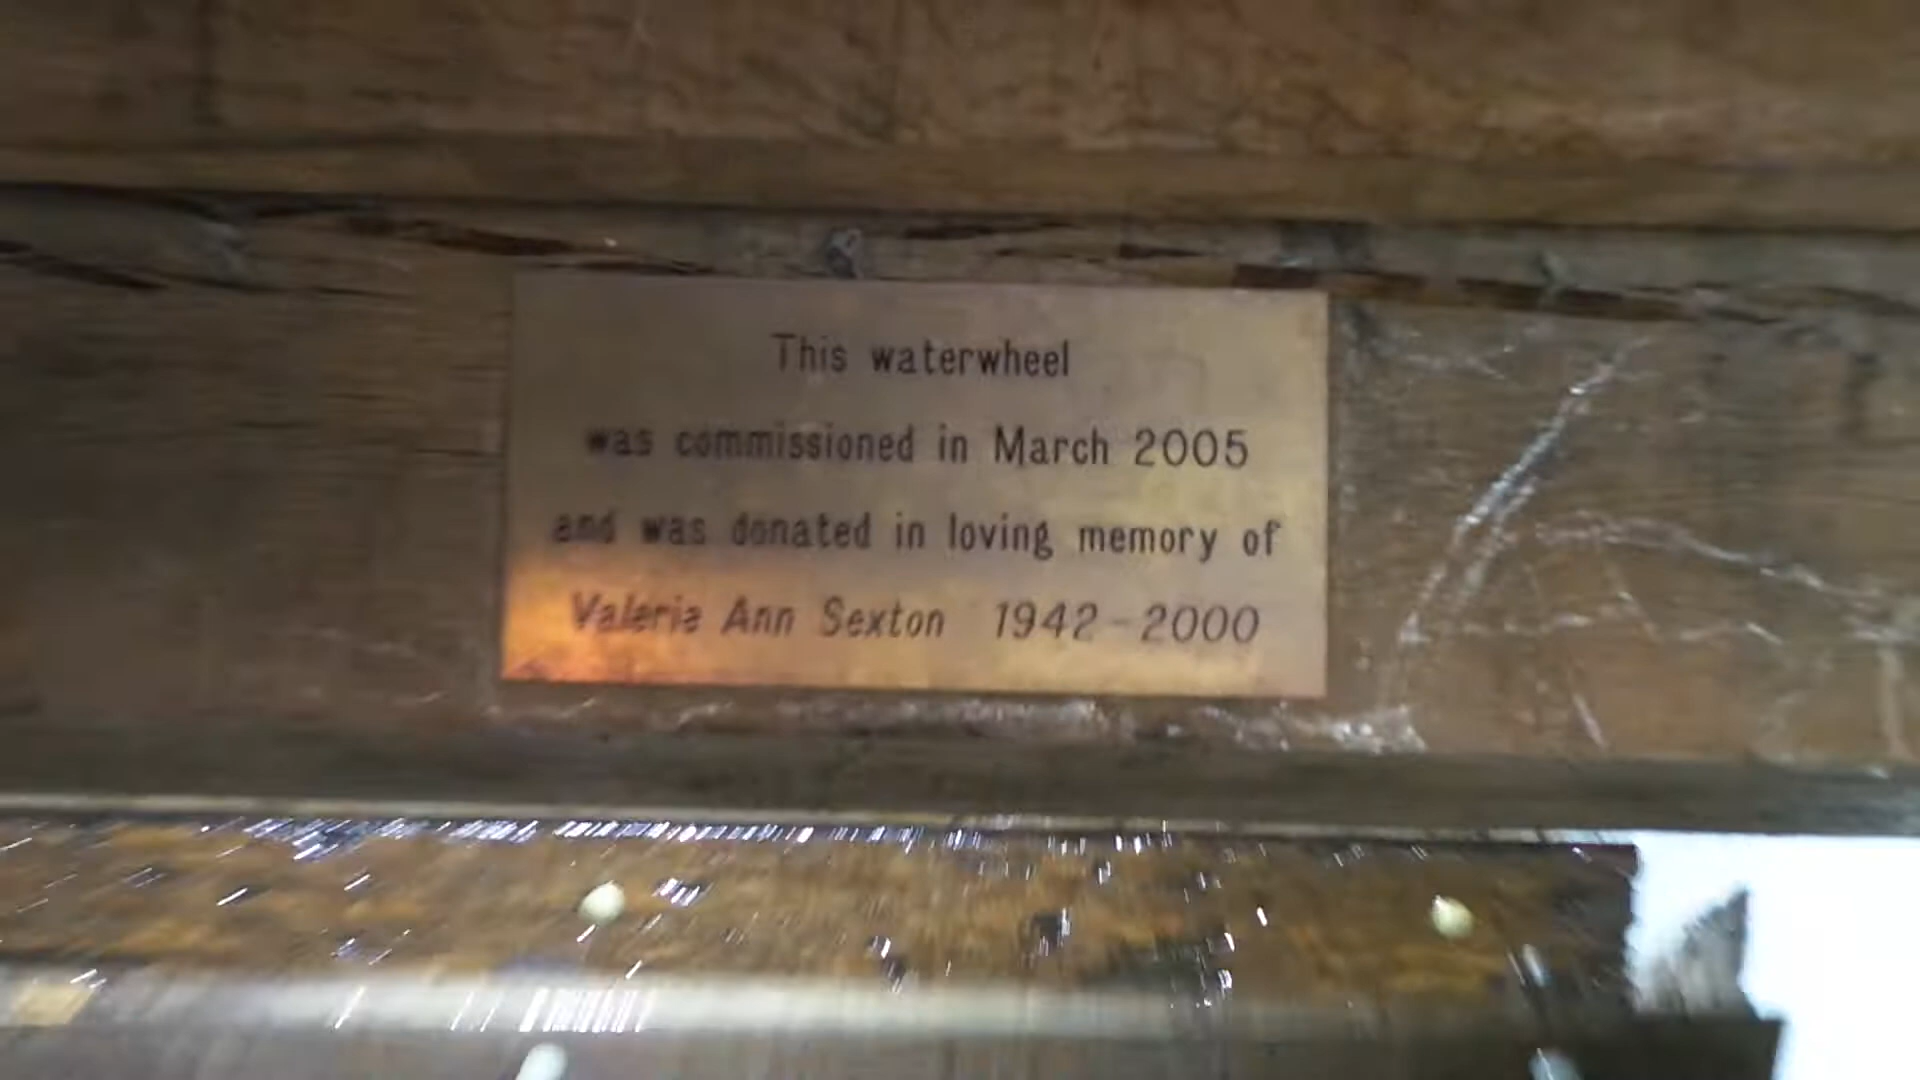 This waterwheel
was commissioned in March 2005
and was donated in loving memory of
Valerie Ann Sexton 1942-2000